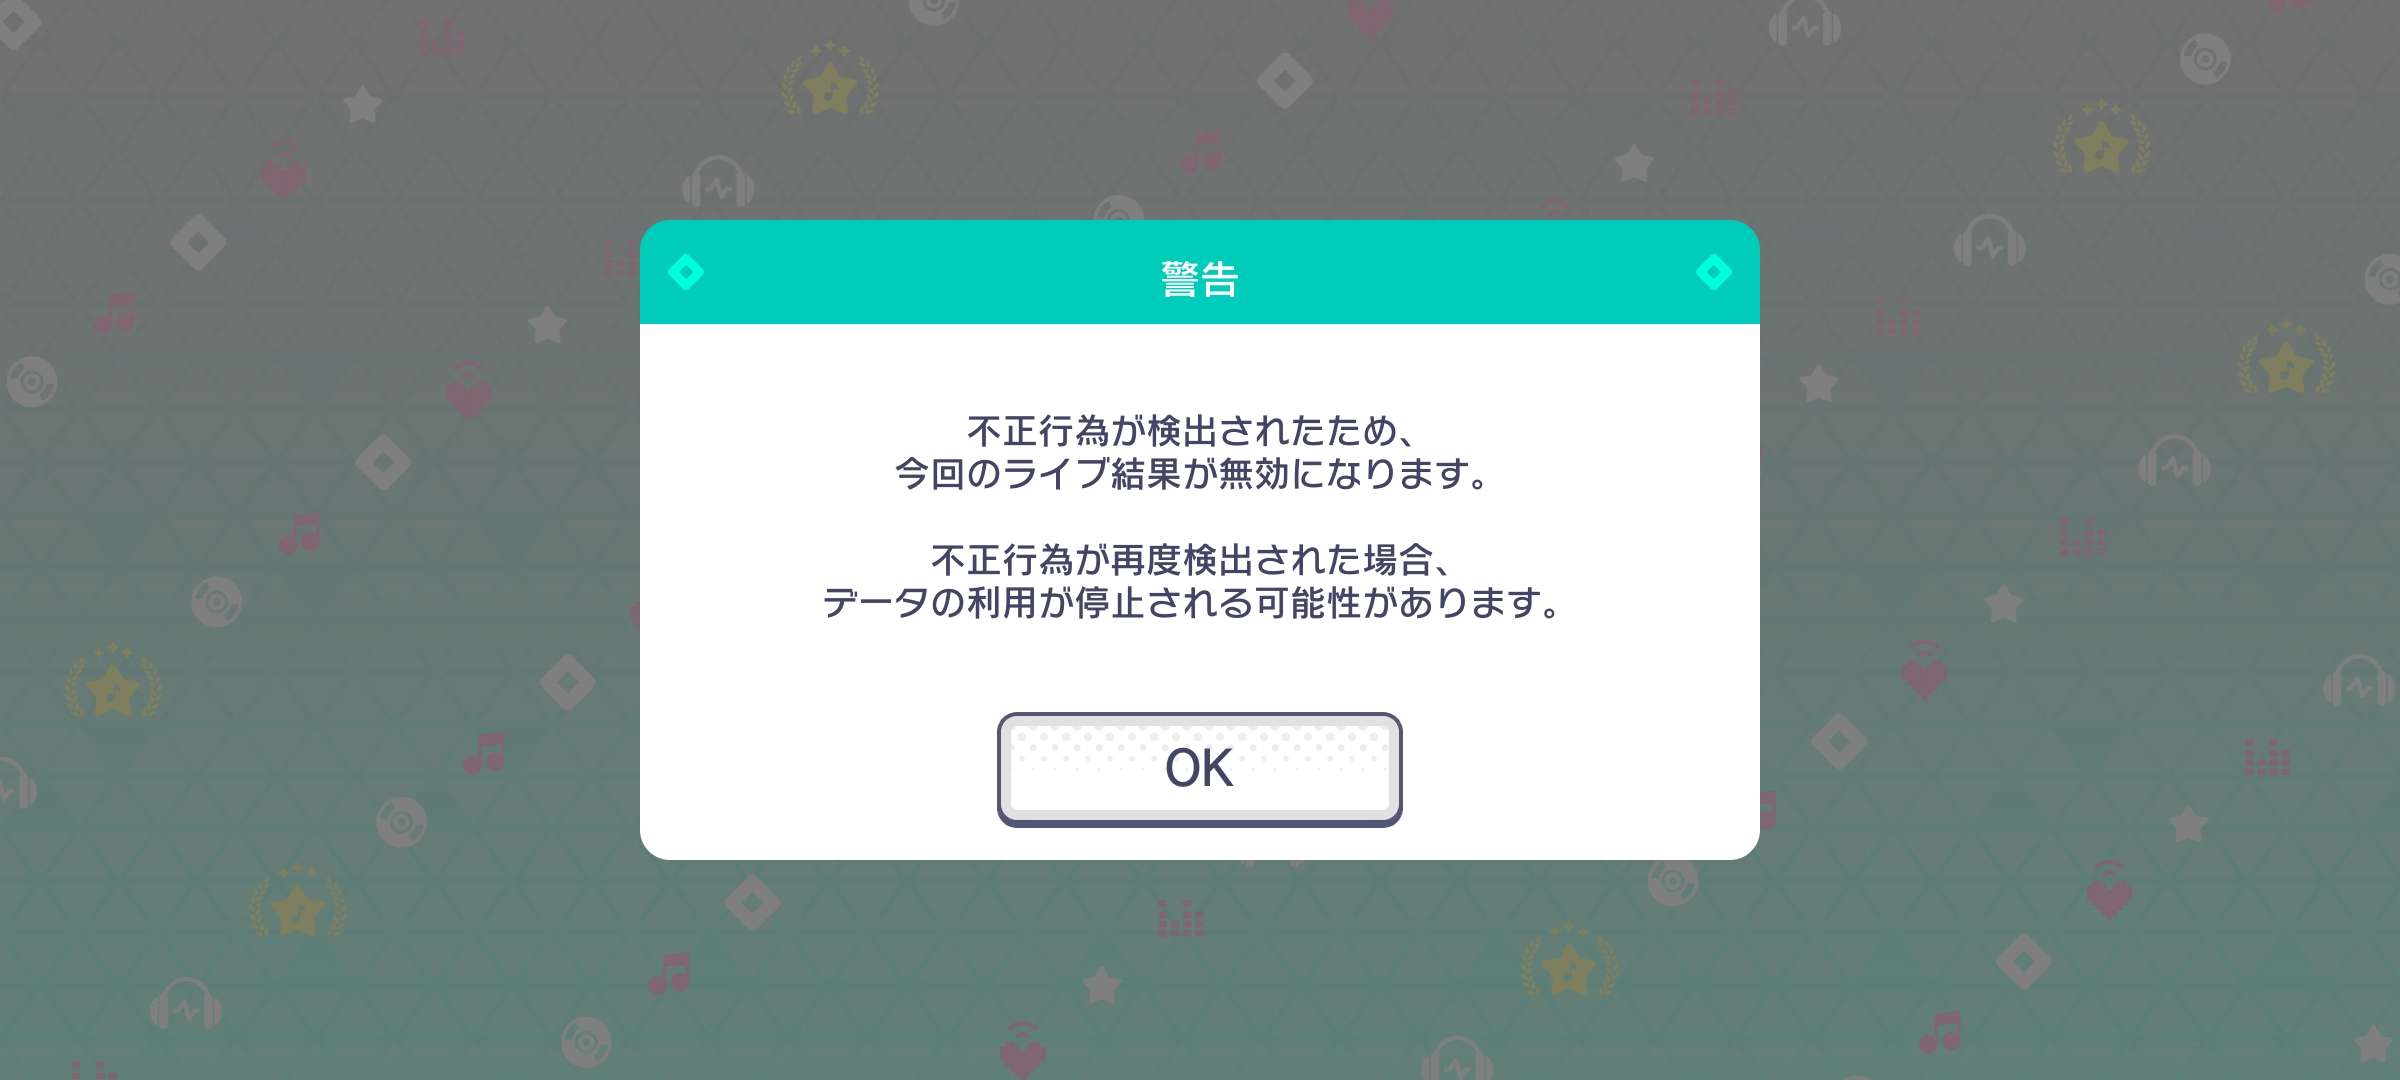 警告
不正行為が検出されたため、
今回のライブ結果が無効になります。
不正行為が再度検出された場合、
データの利用が停止される可能性があります。
OK